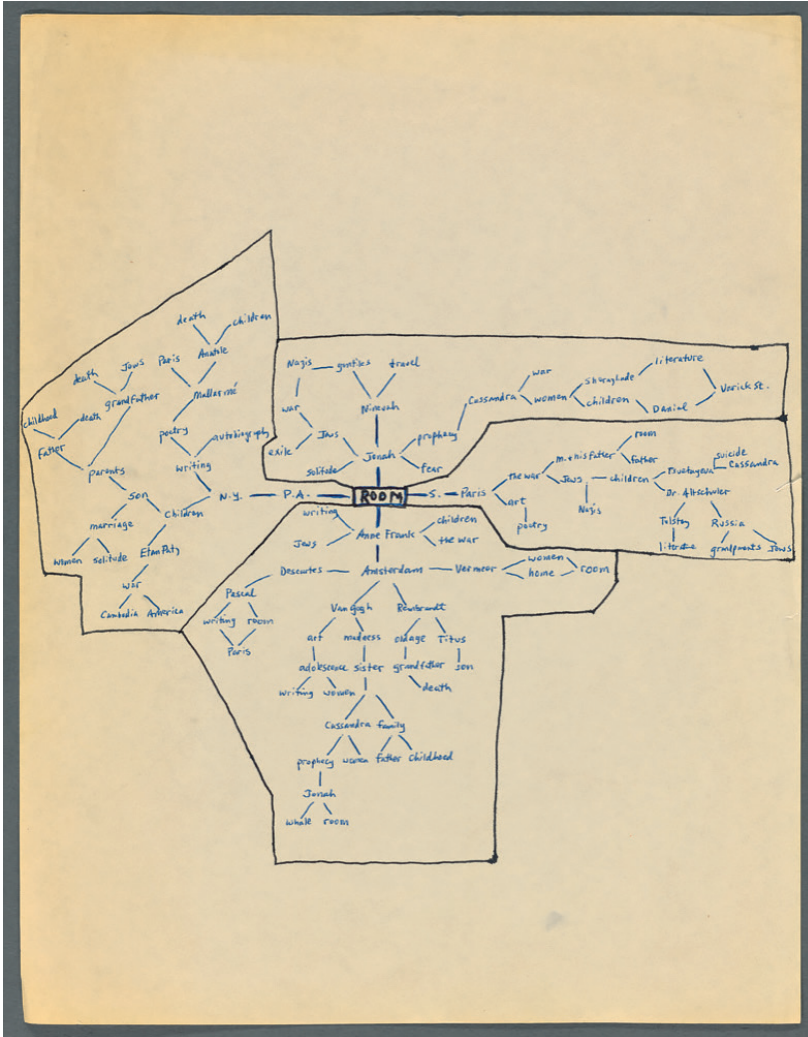 death
children
Anatole
Paris
Mallarmé
poetry
autobiography
writing
death
Jews
grandfather
childhood
death
Father
parents
son
marriage
women
solitude
Children
Etan Patz
war
Cambodia
America
N.Y.
P.A.
ROOM
S.
Paris
Nazis
gentiles
travel
Nineveh
war
Jews
exile
solitude
Jonah
prophecy
fear
Cassandra
war
women
literature
children
Daniel
Varick St.
the war
art
poetry
m. + his father
room
father
Jews
Nazis
children
suicide
Cassandra
Dr. Altschuler
Tolstoy
literature
Russia
grandparents
Jews
writing
Jews
Anne Frank
children
the war
Descartes
Amsterdam
Vermeer
women
home
room
Pascal
writing
room
Paris
Van Gogh
Rembrandt
art
madness
old age
Titus
adolescence
sister
grandfather
son
writing
women
death
Cassandra
family
prophecy
women
father
childhood
Jonah
whale
room